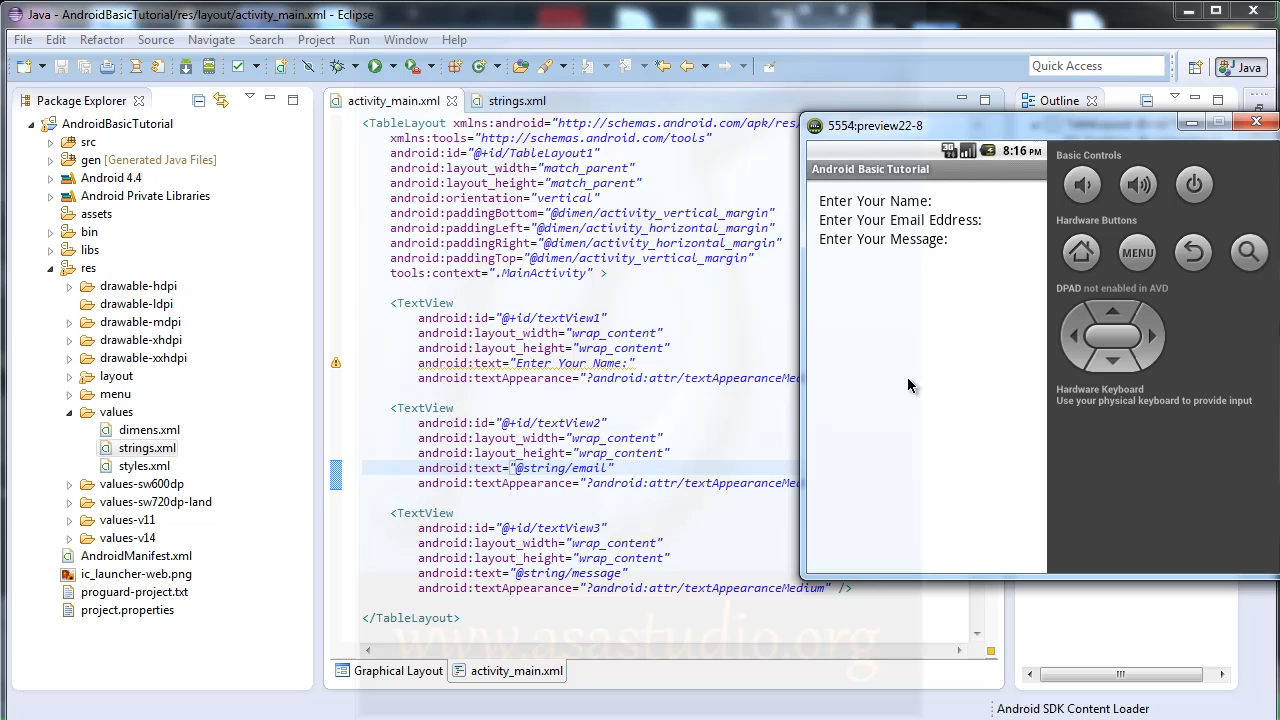 Java - AndroidBasicTutorial/res/layout/activity_main.xml - Eclipse
File Edit Refactor Source Navigate Search Project Run Window Help
Quick Access
Java
Package Explorer
AndroidBasicTutorial
src
gen [Generated Java Files]
Android 4.4
Android Private Libraries
assets
bin
libs
res
drawable-hdpi
drawable-ldpi
drawable-mdpi
drawable-xhdpi
drawable-xxhdpi
layout
menu
values
dimens.xml
strings.xml
styles.xml
values-sw600dp
values-sw720dp-land
values-v11
values-v14
AndroidManifest.xml
ic_launcher-web.png
proguard-project.txt
project.properties
activity_main.xml
strings.xml
<TableLayout xmlns:android="http://schemas.android.com/apk/res/
xmlns:tools="http://schemas.android.com/tools"
android:id="@+id/TableLayout1"
android:layout_width="match_parent"
android:layout_height="match_parent"
android:orientation="vertical"
android:paddingBottom="@dimen/activity_vertical_margin"
android:paddingLeft="@dimen/activity_horizontal_margin"
android:paddingRight="@dimen/activity_horizontal_margin"
android:paddingTop="@dimen/activity_vertical_margin"
tools:context=".MainActivity" >
<TextView
android:id="@+id/textView1"
android:layout_width="wrap_content"
android:layout_height="wrap_content"
android:text="Enter Your Name:"
android:textAppearance="?android:attr/textAppearanceMed
<TextView
android:id="@+id/textView2"
android:layout_width="wrap_content"
android:layout_height="wrap_content"
android:text="@string/email"
android:textAppearance="?android:attr/textAppearanceMed
<TextView
android:id="@+id/textView3"
android:layout_width="wrap_content"
android:layout_height="wrap_content"
android:text="@string/message"
android:textAppearance="?android:attr/textAppearanceMedium" />
</TableLayout>
www.asastudio.org
Graphical Layout
activity_main.xml
Outline
5554:preview22-8
3G
8:16 PM
Android Basic Tutorial
Enter Your Name:
Enter Your Email Eddress:
Enter Your Message:
Basic Controls
Hardware Buttons
MENU
DPAD not enabled in AVD
Hardware Keyboard
Use your physical keyboard to provide input
Android SDK Content Loader